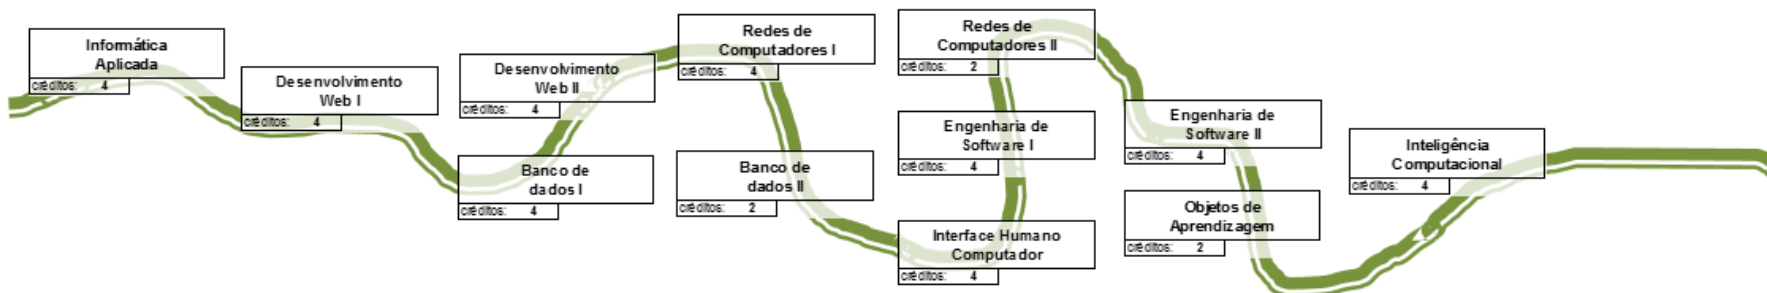 Informática
Aplicada
créditos: 4
Desenvolvimento
Web I
créditos: 4
Desenvolvimento
Web II
créditos: 4
Banco de
dados I
créditos: 4
Redes de
Computadores I
créditos: 4
Banco de
dados II
créditos: 2
Redes de
Computadores II
créditos: 2
Engenharia de
Software I
créditos: 4
Interface Humano
Computador
créditos: 4
Engenharia de
Software II
créditos: 4
Objetos de
Aprendizagem
créditos: 2
Inteligência
Computacional
créditos: 4